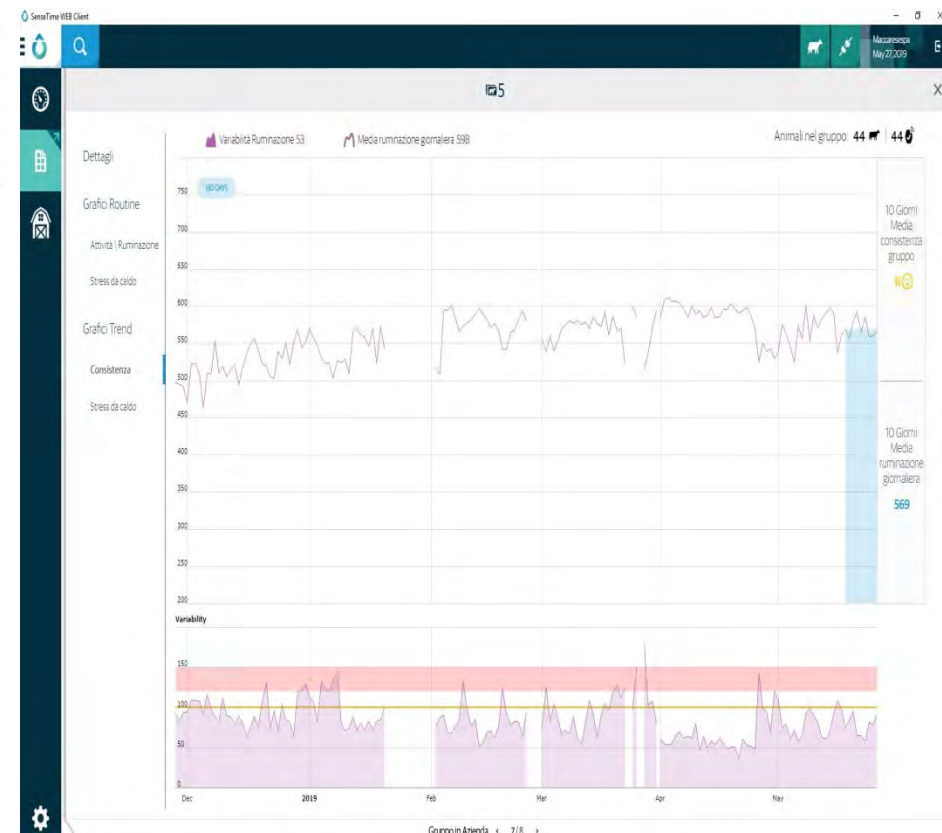 SenseTime WEB Client
Maccaresespa
May 27, 2019
5
Variabilità Ruminazione 53
Media ruminazione giornaliera 598
Animali nel gruppo: 44 44
Dettagli
Grafici Routine
Attività \ Ruminazione
Stress da caldo
Grafici Trend
Consistenza
Stress da caldo
180 DAYS
750
700
650
600
550
500
450
400
350
300
250
200
10 Giorni
Media
consistenza
gruppo
10 Giorni
Media
ruminazione
giornaliera
569
Variability
150
100
50
0
Dec 2019 Feb Mar Apr May
Gruppo in Azienda < 7/8 >